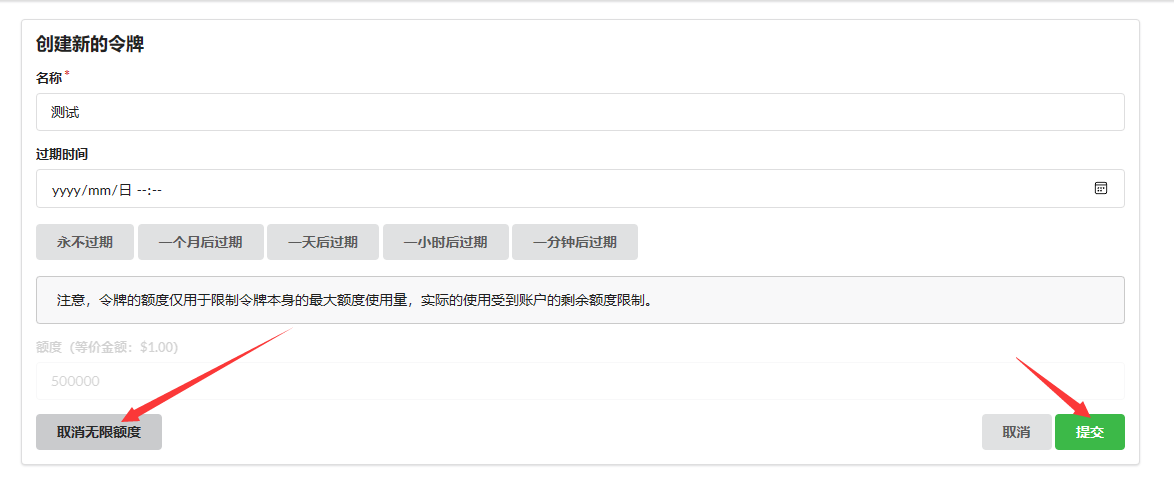 创建新的令牌
名称*
测试
过期时间
yyyy/mm/日 --:--
永不过期 一个月后过期 一天后过期 一小时后过期 一分钟后过期
注意，令牌的额度仅用于限制令牌本身的最大额度使用量，实际的使用受到账户的剩余额度限制。
额度（等价金额：$1.00）
500000
取消无限额度 取消 提交